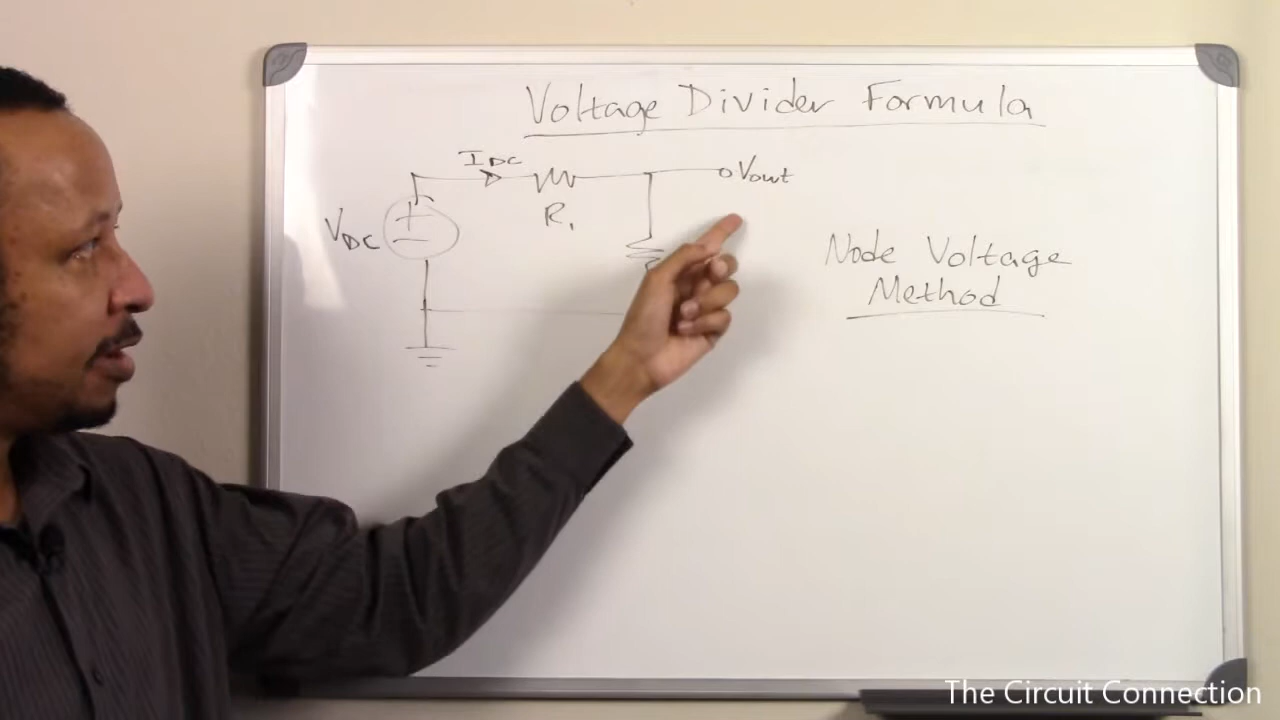 Voltage Divider Formula
IDC
Vout
VDC
R1
Node Voltage
Method
The Circuit Connection